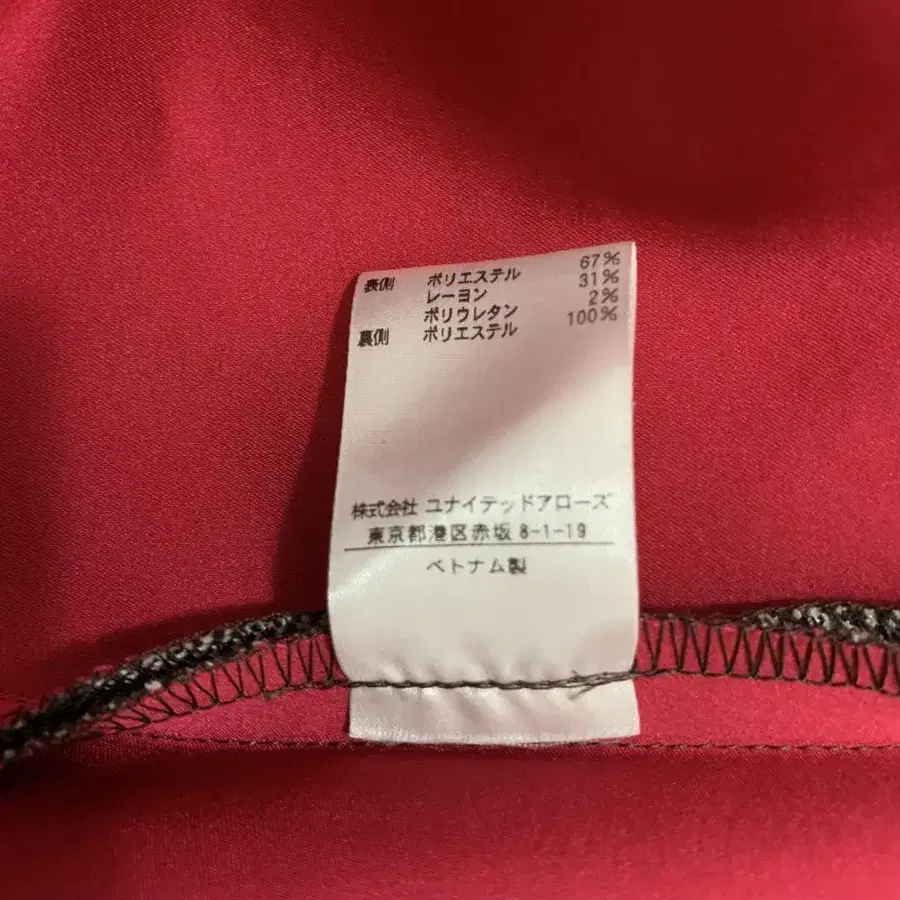 表側 ポリエステル 67%
レーヨン 31%
ポリウレタン 2%
裏側 ポリエステル 100%
株式会社 ユナイテッドアローズ
東京都港区赤坂 8-1-19
ベトナム製